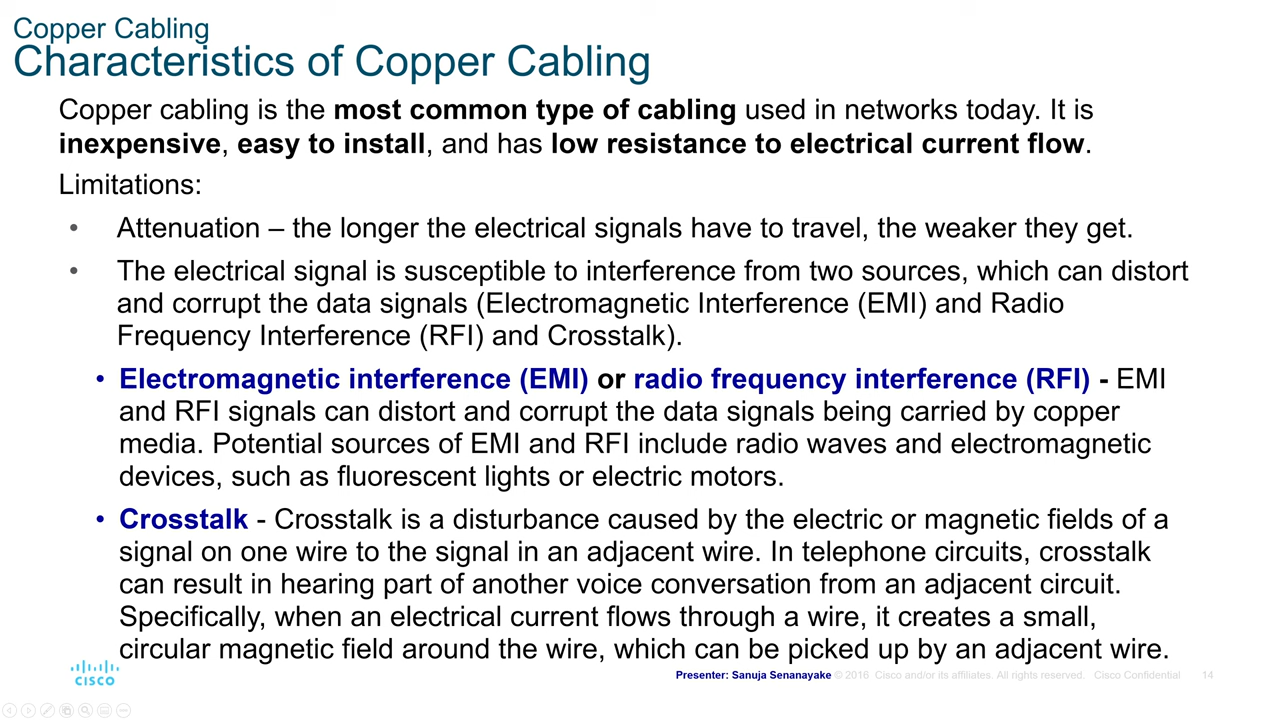 Copper Cabling
Characteristics of Copper Cabling
Copper cabling is the most common type of cabling used in networks today. It is
inexpensive, easy to install, and has low resistance to electrical current flow.
Limitations:
• Attenuation – the longer the electrical signals have to travel, the weaker they get.
• The electrical signal is susceptible to interference from two sources, which can distort
and corrupt the data signals (Electromagnetic Interference (EMI) and Radio
Frequency Interference (RFI) and Crosstalk).
• Electromagnetic interference (EMI) or radio frequency interference (RFI) - EMI
and RFI signals can distort and corrupt the data signals being carried by copper
media. Potential sources of EMI and RFI include radio waves and electromagnetic
devices, such as fluorescent lights or electric motors.
• Crosstalk - Crosstalk is a disturbance caused by the electric or magnetic fields of a
signal on one wire to the signal in an adjacent wire. In telephone circuits, crosstalk
can result in hearing part of another voice conversation from an adjacent circuit.
Specifically, when an electrical current flows through a wire, it creates a small,
circular magnetic field around the wire, which can be picked up by an adjacent wire.
CISCO
Presenter: Sanuja Senanayake © 2016 Cisco and/or its affiliates. All rights reserved. Cisco Confidential 14